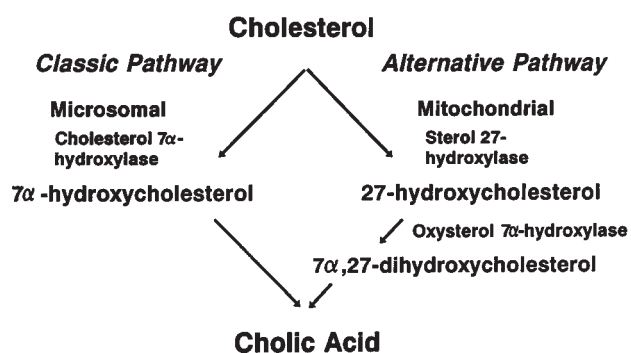 Cholesterol
Classic Pathway
Alternative Pathway
Microsomal
Cholesterol 7α-
hydroxylase
Mitochondrial
Sterol 27-
hydroxylase
7α -hydroxycholesterol
27-hydroxycholesterol
Oxysterol 7α-hydroxylase
7α,27-dihydroxycholesterol
Cholic Acid